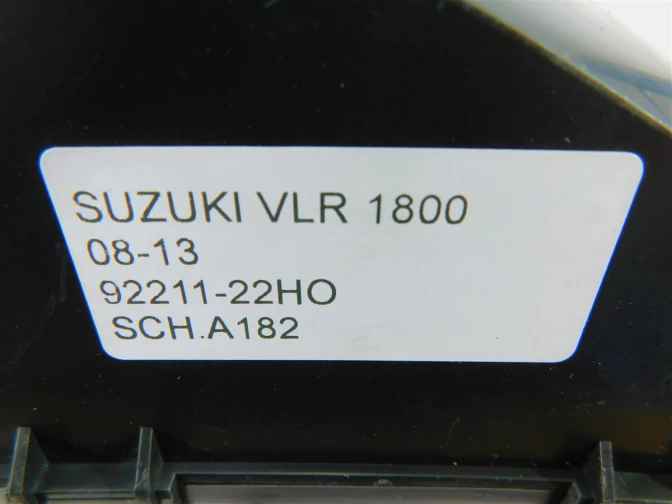 SUZUKI VLR 1800
08-13
92211-22HO
SCH.A182